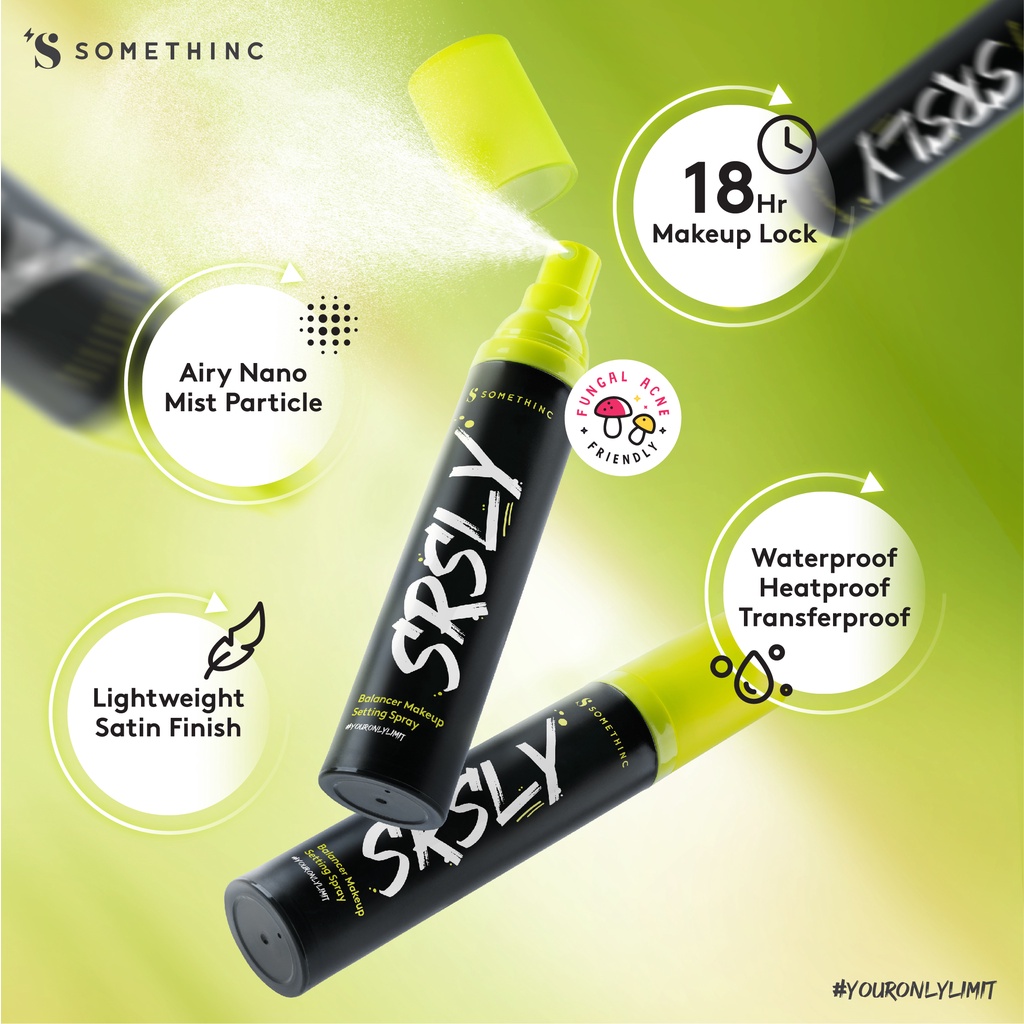 SOMETHINC
18Hr
Makeup Lock
SRSLY
Airy Nano
Mist Particle
FUNGAL ACNE
FRIENDLY
SOMETHINC
SRSLY
Balancer Makeup
Setting Spray
#YOURONLYLIMIT
Waterproof
Heatproof
Transferproof
Lightweight
Satin Finish
SOMETHINC
SRSLY
Balancer Makeup
Setting Spray
#YOURONLYLIMIT
#YOURONLYLIMIT